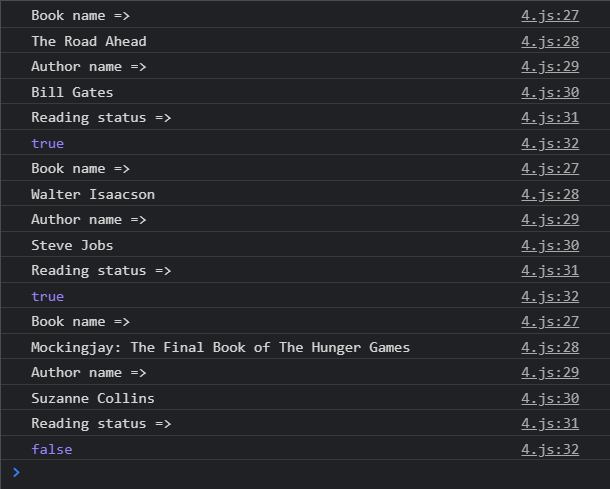 Book name => 4.js:27
The Road Ahead 4.js:28
Author name => 4.js:29
Bill Gates 4.js:30
Reading status => 4.js:31
true 4.js:32
Book name => 4.js:27
Walter Isaacson 4.js:28
Author name => 4.js:29
Steve Jobs 4.js:30
Reading status => 4.js:31
true 4.js:32
Book name => 4.js:27
Mockingjay: The Final Book of The Hunger Games 4.js:28
Author name => 4.js:29
Suzanne Collins 4.js:30
Reading status => 4.js:31
false 4.js:32
>